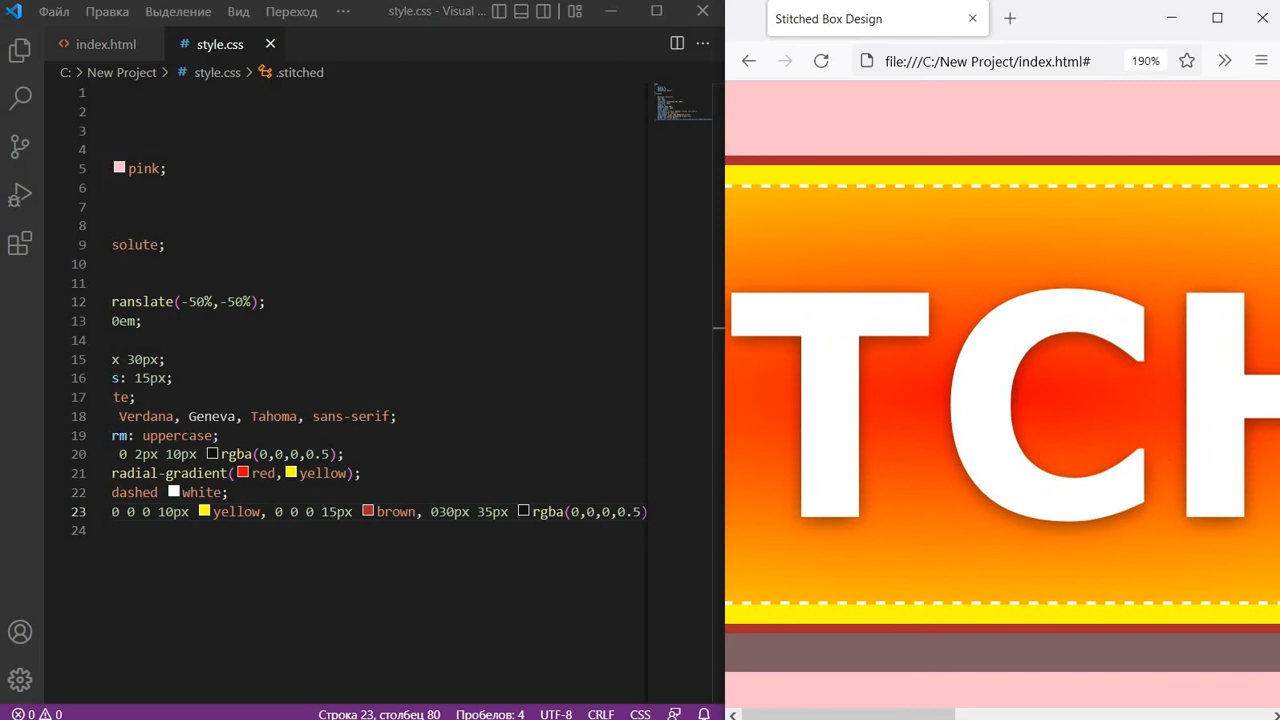 Файл Правка Выделение Вид Переход ··· style.css - Visual ...
Stitched Box Design
index.html
# style.css
file:///C:/New Project/index.html#
190%
C: > New Project > # style.css > .stitched
1
2
3
4
5 pink;
6
7
8
9 solute;
10
11
12 ranslate(-50%,-50%);
13 0em;
14
15 x 30px;
16 s: 15px;
17 te;
18 Verdana, Geneva, Tahoma, sans-serif;
19 rm: uppercase;
20 0 2px 10px rgba(0,0,0,0.5);
21 radial-gradient(red,yellow);
22 dashed white;
23 0 0 0 10px yellow, 0 0 0 15px brown, 030px 35px rgba(0,0,0,0.5)
24
TCH
0 0 Строка 23, столбец 80 Пробелов: 4 UTF-8 CRLF CSS